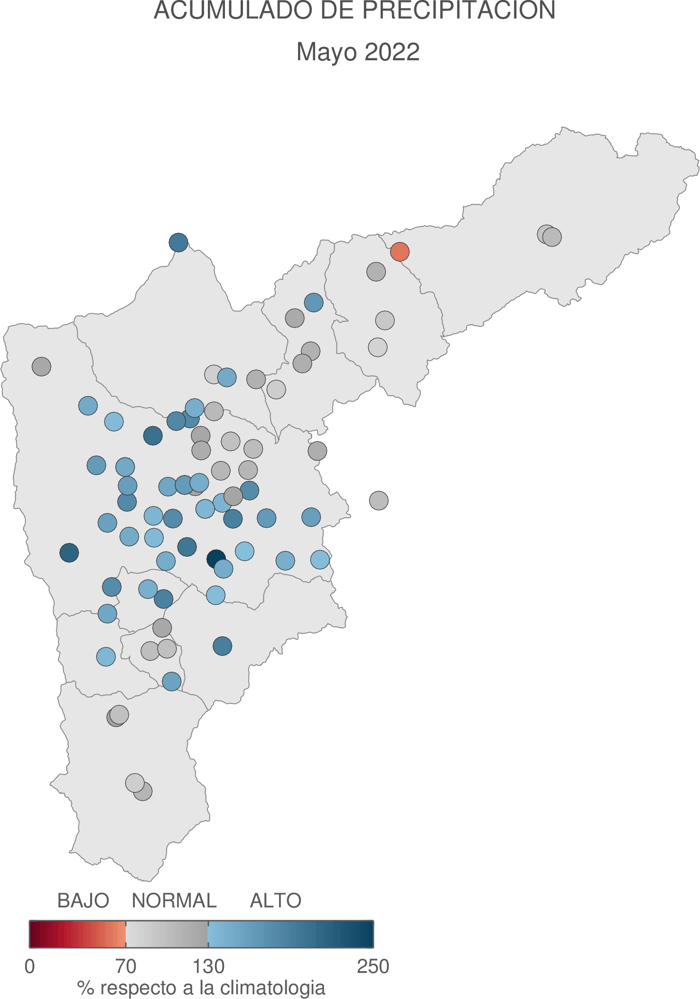 ACUMULADO DE PRECIPITACION
Mayo 2022
BAJO NORMAL ALTO
0 70 130 250
% respecto a la climatologia